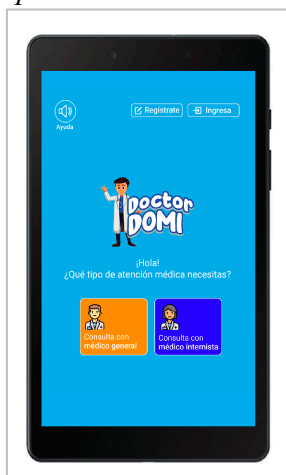 Regístrate
Ingresa
Ayuda
Doctor
DOMI
¡Hola!
¿Qué tipo de atención médica necesitas?
Consulta con
médico general
Consulta con
médico internista